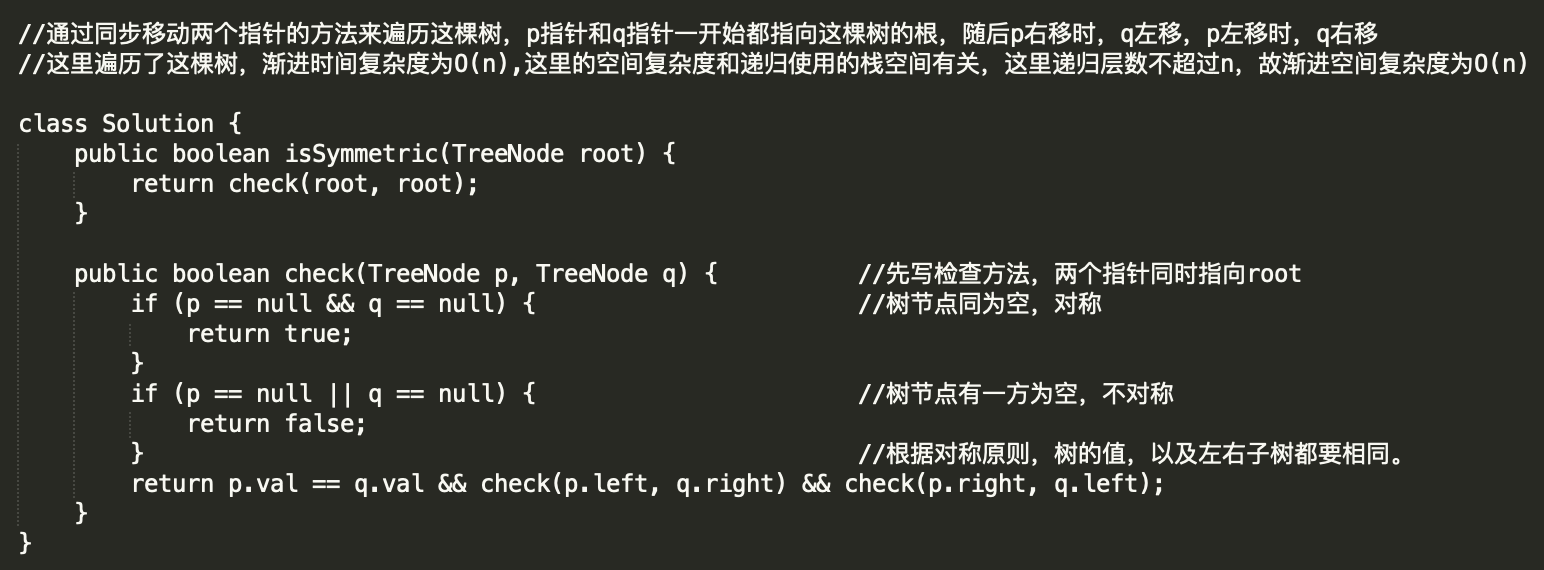 //通过同步移动两个指针的方法来遍历这棵树，p指针和q指针一开始都指向这棵树的根，随后p右移时，q左移，p左移时，q右移
//这里遍历了这棵树，渐进时间复杂度为O(n),这里的空间复杂度和递归使用的栈空间有关，这里递归层数不超过n，故渐进空间复杂度为O(n)

class Solution {
    public boolean isSymmetric(TreeNode root) {
        return check(root, root);
    }

    public boolean check(TreeNode p, TreeNode q) {          //先写检查方法，两个指针同时指向root
        if (p == null && q == null) {                       //树节点同为空，对称
            return true;
        }
        if (p == null || q == null) {                       //树节点有一方为空，不对称
            return false;
        }                                                   //根据对称原则，树的值，以及左右子树都要相同。
        return p.val == q.val && check(p.left, q.right) && check(p.right, q.left);
    }
}